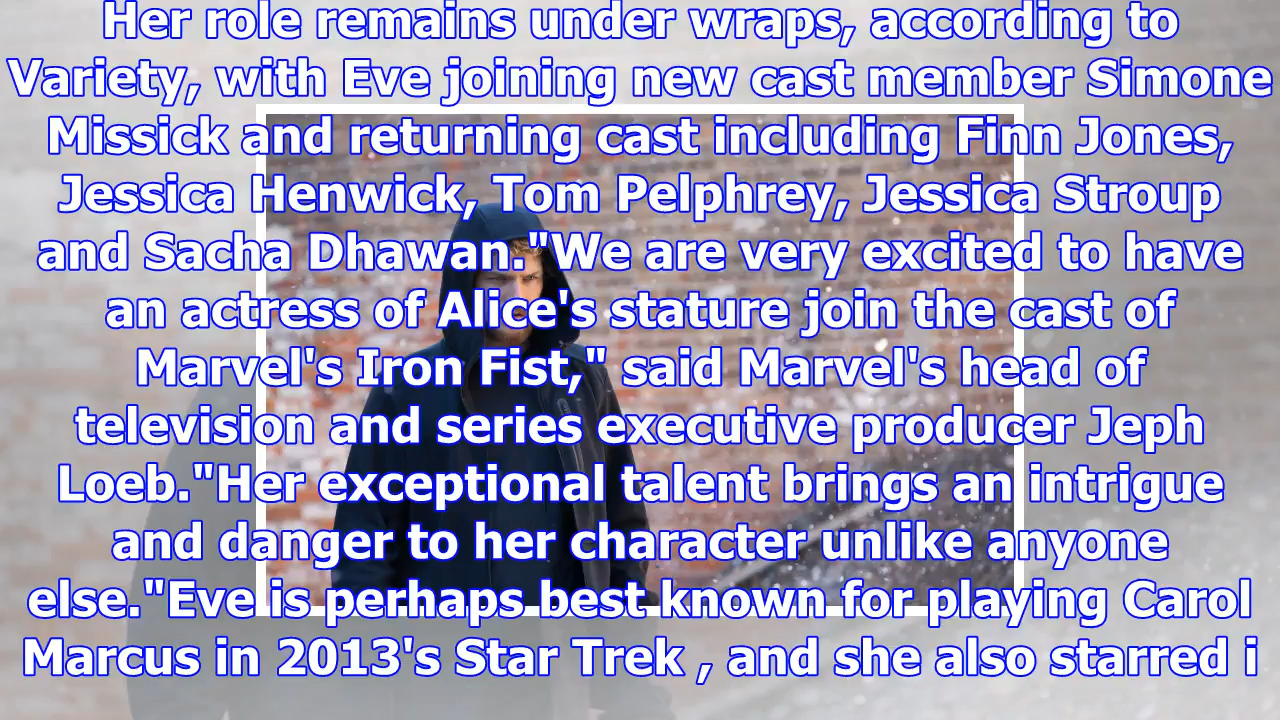 Her role remains under wraps, according to
Variety, with Eve joining new cast member Simone
Missick and returning cast including Finn Jones,
Jessica Henwick, Tom Pelphrey, Jessica Stroup
and Sacha Dhawan."We are very excited to have
an actress of Alice's stature join the cast of
Marvel's Iron Fist," said Marvel's head of
television and series executive producer Jeph
Loeb."Her exceptional talent brings an intrigue
and danger to her character unlike anyone
else."Eve is perhaps best known for playing Carol
Marcus in 2013's Star Trek , and she also starred i